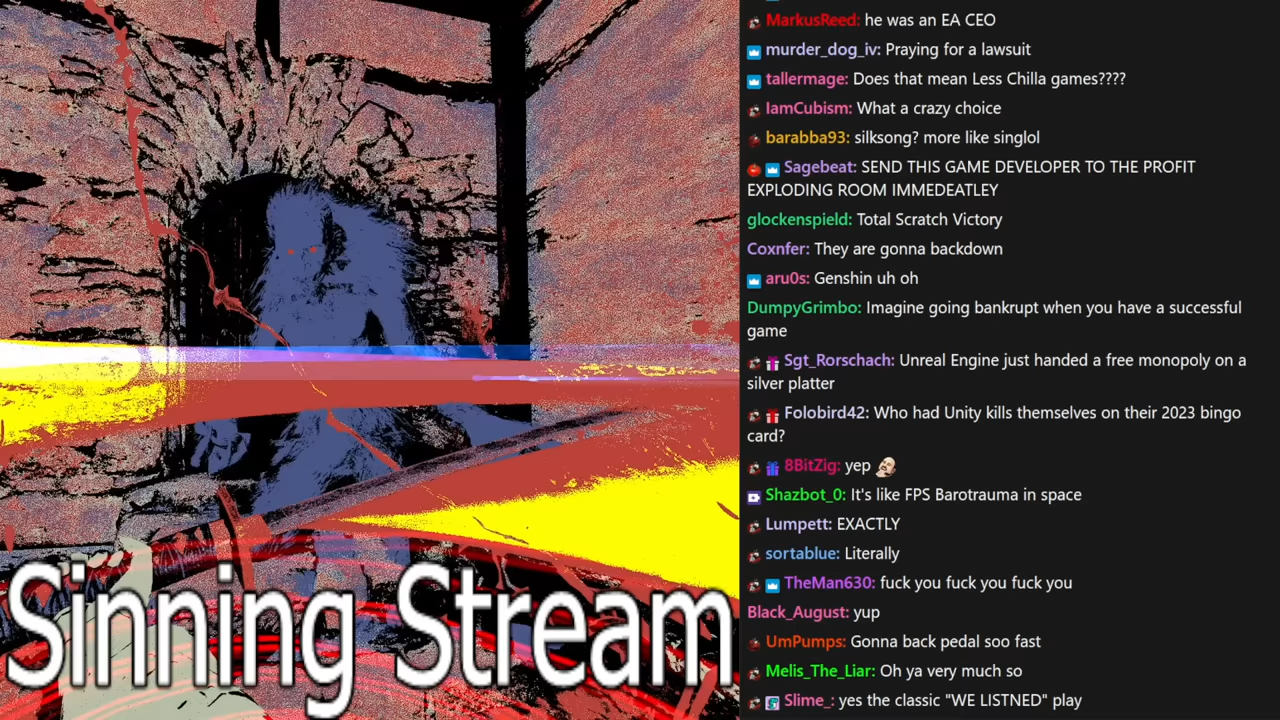 MarkusReed: he was an EA CEO
murder_dog_iv: Praying for a lawsuit
tallermage: Does that mean Less Chilla games????
IamCubism: What a crazy choice
barabba93: silksong? more like singlol
Sagebeat: SEND THIS GAME DEVELOPER TO THE PROFIT
EXPLODING ROOM IMMEDEATLEY
glockenspield: Total Scratch Victory
Coxnfer: They are gonna backdown
aru0s: Genshin uh oh
DumpyGrimbo: Imagine going bankrupt when you have a successful
game
Sgt_Rorschach: Unreal Engine just handed a free monopoly on a
silver platter
Folobird42: Who had Unity kills themselves on their 2023 bingo
card?
8BitZig: yep
Shazbot_0: It's like FPS Barotrauma in space
Lumpett: EXACTLY
sortablue: Literally
TheMan630: fuck you fuck you fuck you
Black_August: yup
UmPumps: Gonna back pedal soo fast
Melis_The_Liar: Oh ya very much so
Slime_: yes the classic "WE LISTNED" play
Sinning Stream